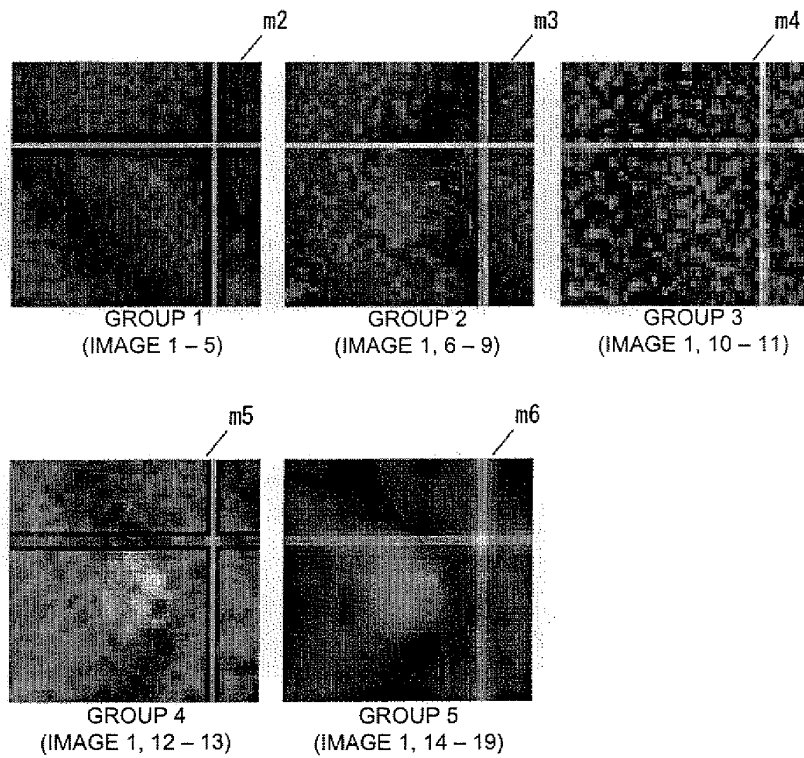 m2
m3
m4
GROUP 1
(IMAGE 1 – 5)
GROUP 2
(IMAGE 1, 6 – 9)
GROUP 3
(IMAGE 1, 10 – 11)
m5
m6
GROUP 4
(IMAGE 1, 12 – 13)
GROUP 5
(IMAGE 1, 14 – 19)